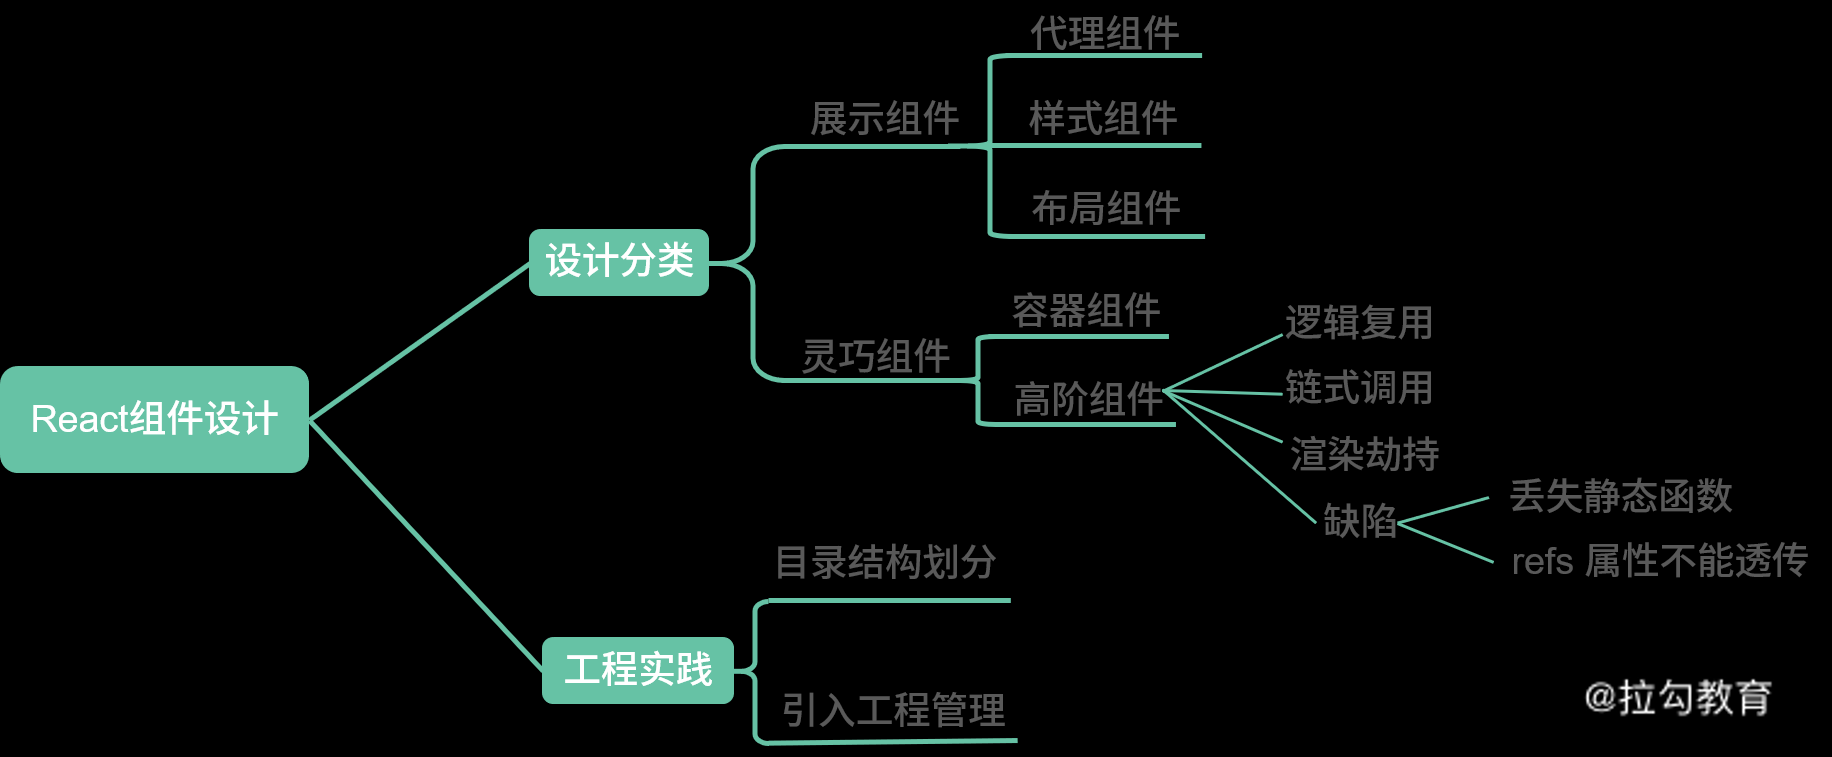 代理组件
展示组件
样式组件
布局组件
设计分类
容器组件
灵巧组件
高阶组件
逻辑复用
链式调用
渲染劫持
缺陷
丢失静态函数
refs 属性不能透传
React组件设计
目录结构划分
工程实践
引入工程管理
@拉勾教育